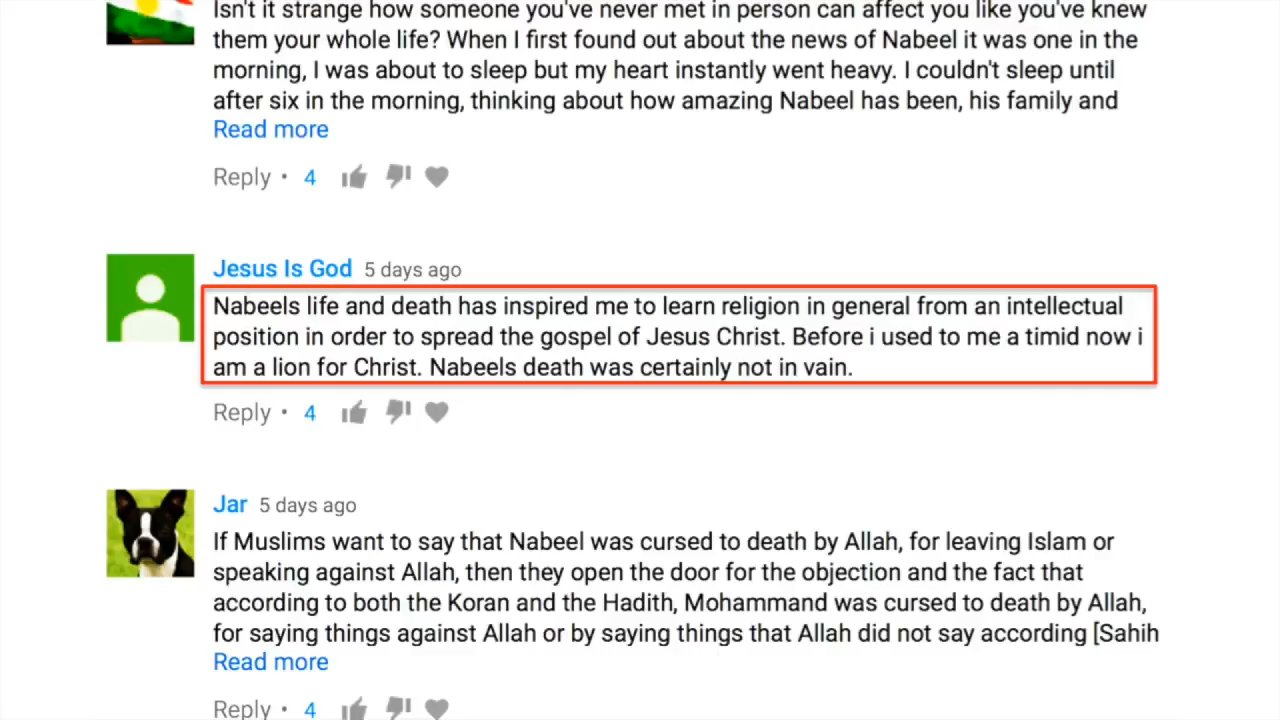 Isn't it strange how someone you've never met in person can affect you like you've knew
them your whole life? When I first found out about the news of Nabeel it was one in the
morning, I was about to sleep but my heart instantly went heavy. I couldn't sleep until
after six in the morning, thinking about how amazing Nabeel has been, his family and
Read more
Reply • 4
Jesus Is God 5 days ago
Nabeels life and death has inspired me to learn religion in general from an intellectual
position in order to spread the gospel of Jesus Christ. Before i used to me a timid now i
am a lion for Christ. Nabeels death was certainly not in vain.
Reply • 4
Jar 5 days ago
If Muslims want to say that Nabeel was cursed to death by Allah, for leaving Islam or
speaking against Allah, then they open the door for the objection and the fact that
according to both the Koran and the Hadith, Mohammand was cursed to death by Allah,
for saying things against Allah or by saying things that Allah did not say according [Sahih
Read more
Reply • 4